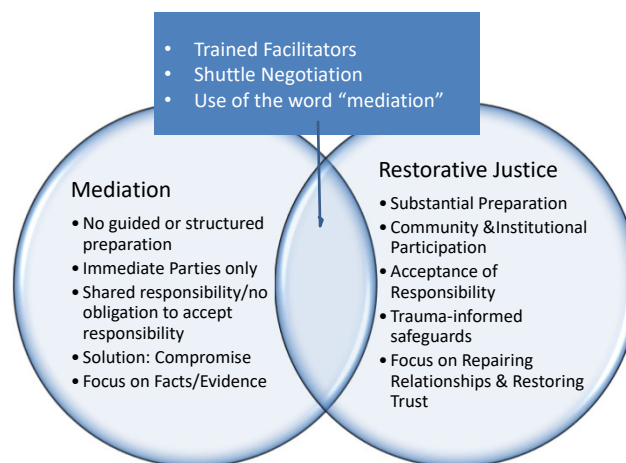 • Trained Facilitators
• Shuttle Negotiation
• Use of the word “mediation”
Mediation
• No guided or structured
preparation
• Immediate Parties only
• Shared responsibility/no
obligation to accept
responsibility
• Solution: Compromise
• Focus on Facts/Evidence
Restorative Justice
• Substantial Preparation
• Community &Institutional
Participation
• Acceptance of
Responsibility
• Trauma-informed
safeguards
• Focus on Repairing
Relationships & Restoring
Trust